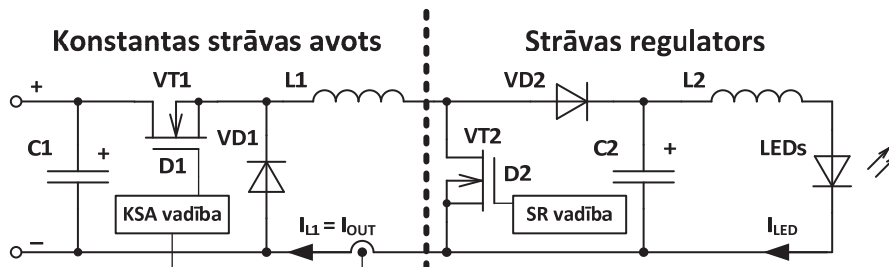 Konstantas strāvas avots
Strāvas regulators
+
VT1
L1
VD2
L2
C1
+
D1
VD1
VT2
D2
C2
+
LEDs
KSA vadība
SR vadība
I_L1 = I_OUT
I_LED
−